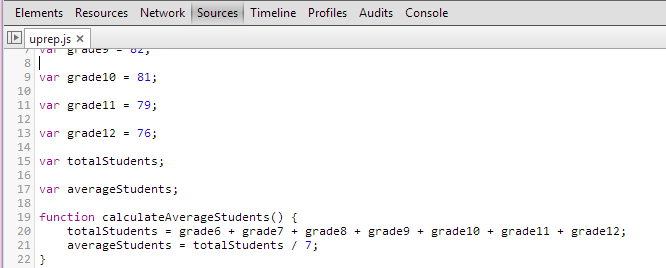 Elements Resources Network Sources Timeline Profiles Audits Console
uprep.js ×
7 var grade9 = 82;
8
9 var grade10 = 81;
10
11 var grade11 = 79;
12
13 var grade12 = 76;
14
15 var totalStudents;
16
17 var averageStudents;
18
19 function calculateAverageStudents() {
20 totalStudents = grade6 + grade7 + grade8 + grade9 + grade10 + grade11 + grade12;
21 averageStudents = totalStudents / 7;
22 }